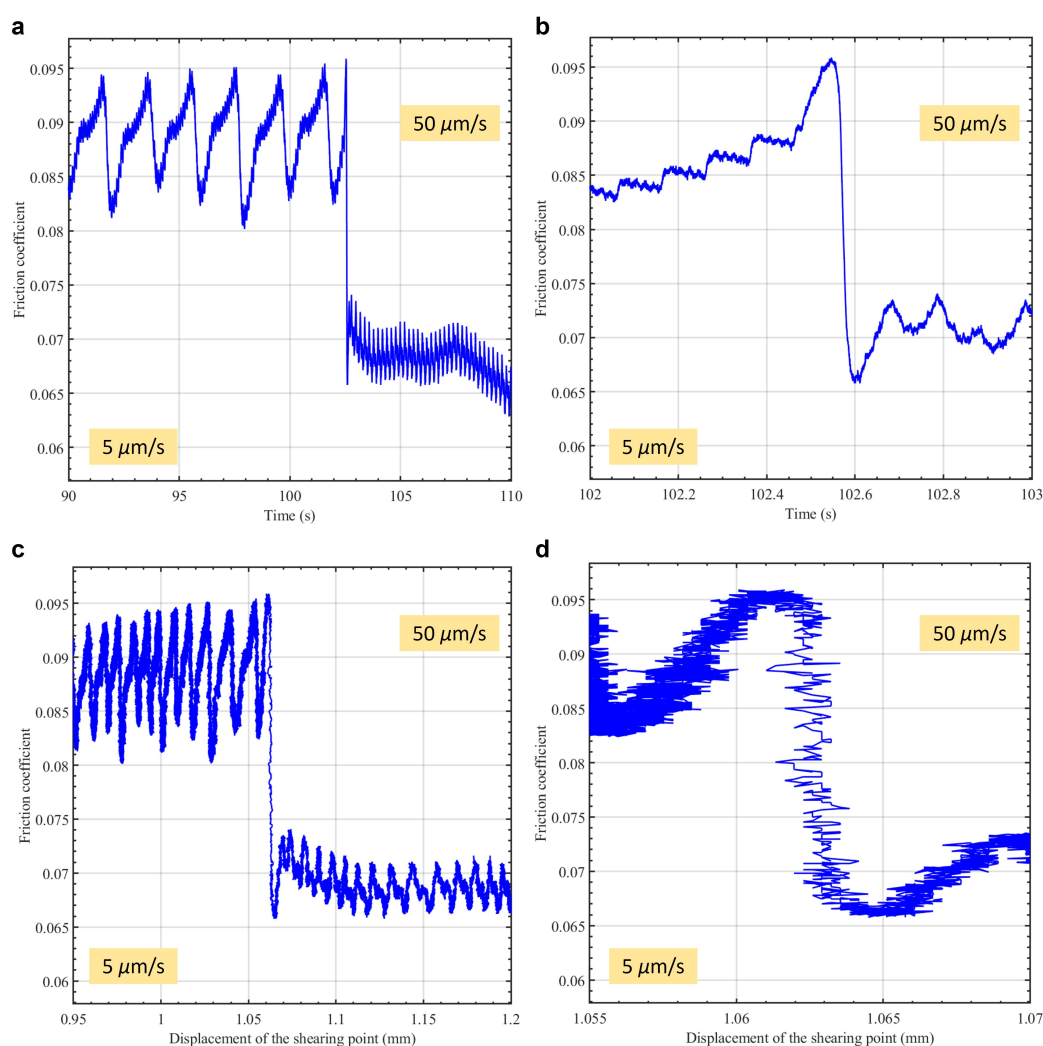 a
Friction coefficient
0.095
0.09
0.085
0.08
0.075
0.07
0.065
0.06
50 μm/s
5 μm/s
90 95 100 105 110
Time (s)
b
Friction coefficient
0.095
0.09
0.085
0.08
0.075
0.07
0.065
0.06
50 μm/s
5 μm/s
102 102.2 102.4 102.6 102.8 103
Time (s)
c
Friction coefficient
0.095
0.09
0.085
0.08
0.075
0.07
0.065
0.06
50 μm/s
5 μm/s
0.95 1 1.05 1.1 1.15 1.2
Displacement of the shearing point (mm)
d
Friction coefficient
0.095
0.09
0.085
0.08
0.075
0.07
0.065
0.06
50 μm/s
5 μm/s
1.055 1.06 1.065 1.07
Displacement of the shearing point (mm)